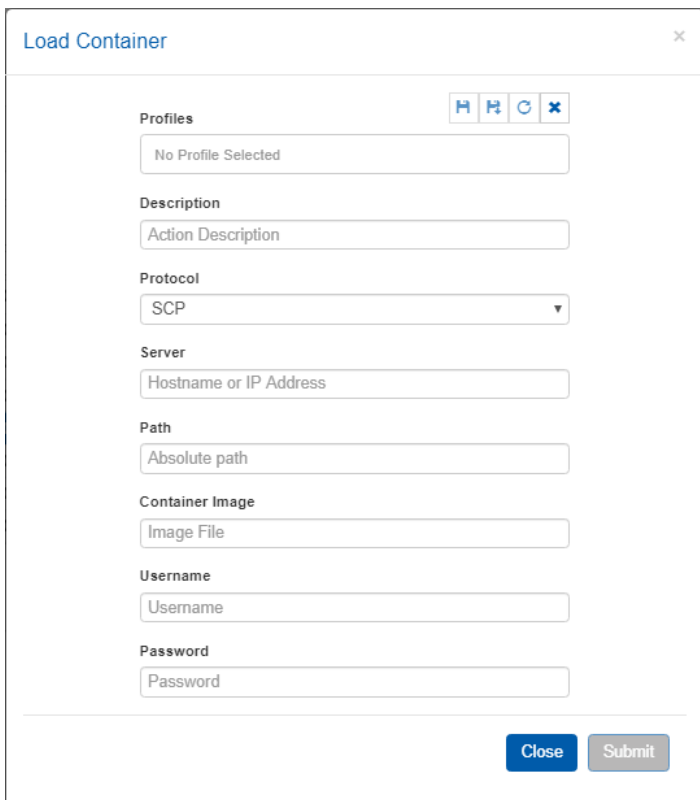 Load Container
×
Profiles
No Profile Selected
Description
Action Description
Protocol
SCP
Server
Hostname or IP Address
Path
Absolute path
Container Image
Image File
Username
Username
Password
Password
Close Submit